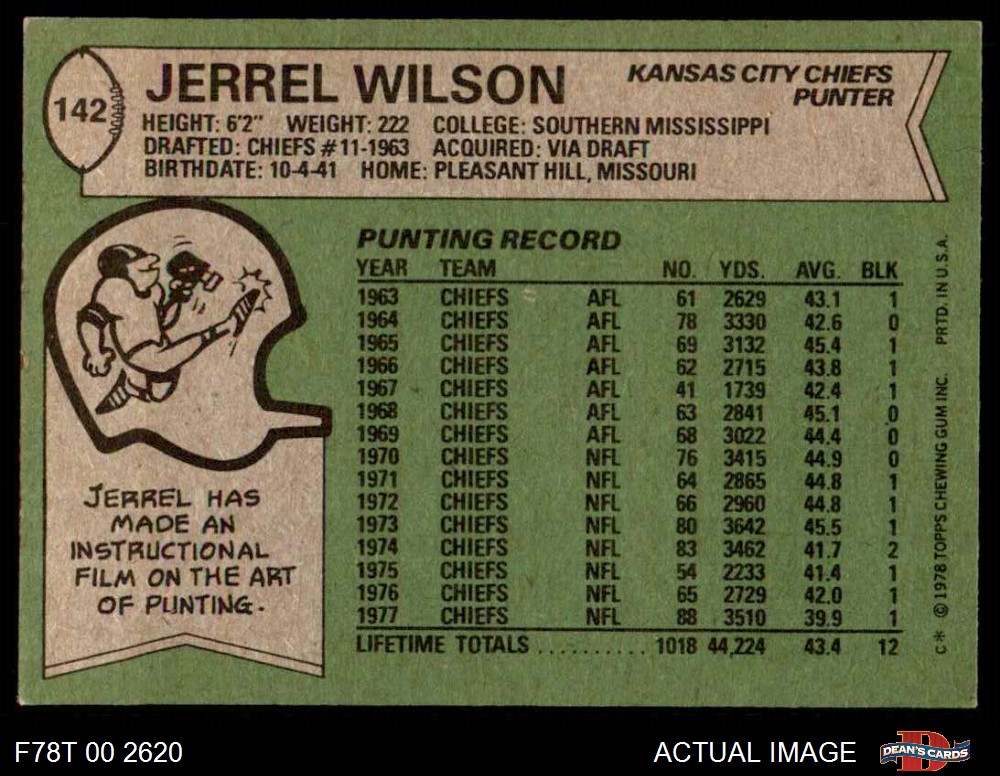 142
JERREL WILSON
KANSAS CITY CHIEFS
PUNTER
HEIGHT: 6'2" WEIGHT: 222 COLLEGE: SOUTHERN MISSISSIPPI
DRAFTED: CHIEFS #11-1963 ACQUIRED: VIA DRAFT
BIRTHDATE: 10-4-41 HOME: PLEASANT HILL, MISSOURI
PUNTING RECORD
YEAR TEAM NO. YDS. AVG. BLK
1963 CHIEFS AFL 61 2629 43.1 1
1964 CHIEFS AFL 78 3330 42.6 0
1965 CHIEFS AFL 69 3132 45.4 1
1966 CHIEFS AFL 62 2715 43.8 1
1967 CHIEFS AFL 41 1739 42.4 1
1968 CHIEFS AFL 63 2841 45.1 0
1969 CHIEFS AFL 68 3022 44.4 0
1970 CHIEFS NFL 76 3415 44.9 0
1971 CHIEFS NFL 64 2865 44.8 1
1972 CHIEFS NFL 66 2960 44.8 1
1973 CHIEFS NFL 80 3642 45.5 1
1974 CHIEFS NFL 83 3462 41.7 2
1975 CHIEFS NFL 54 2233 41.4 1
1976 CHIEFS NFL 65 2729 42.0 1
1977 CHIEFS NFL 88 3510 39.9 1
LIFETIME TOTALS .......... 1018 44,224 43.4 12
JERREL HAS
MADE AN
INSTRUCTIONAL
FILM ON THE ART
OF PUNTING.
C* © 1978 TOPPS CHEWING GUM INC. PRTD. IN U.S.A.
F78T 00 2620
ACTUAL IMAGE
D
DEAN'S CARDS